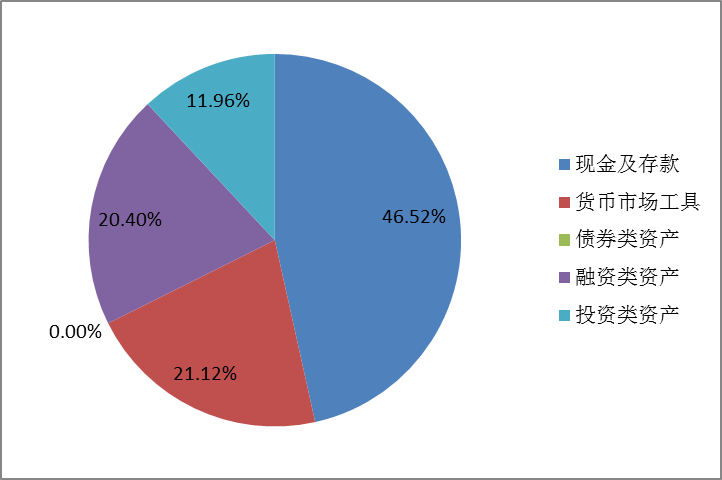 11.96%
46.52%
20.40%
0.00%
21.12%
现金及存款
货币市场工具
债券类资产
融资类资产
投资类资产